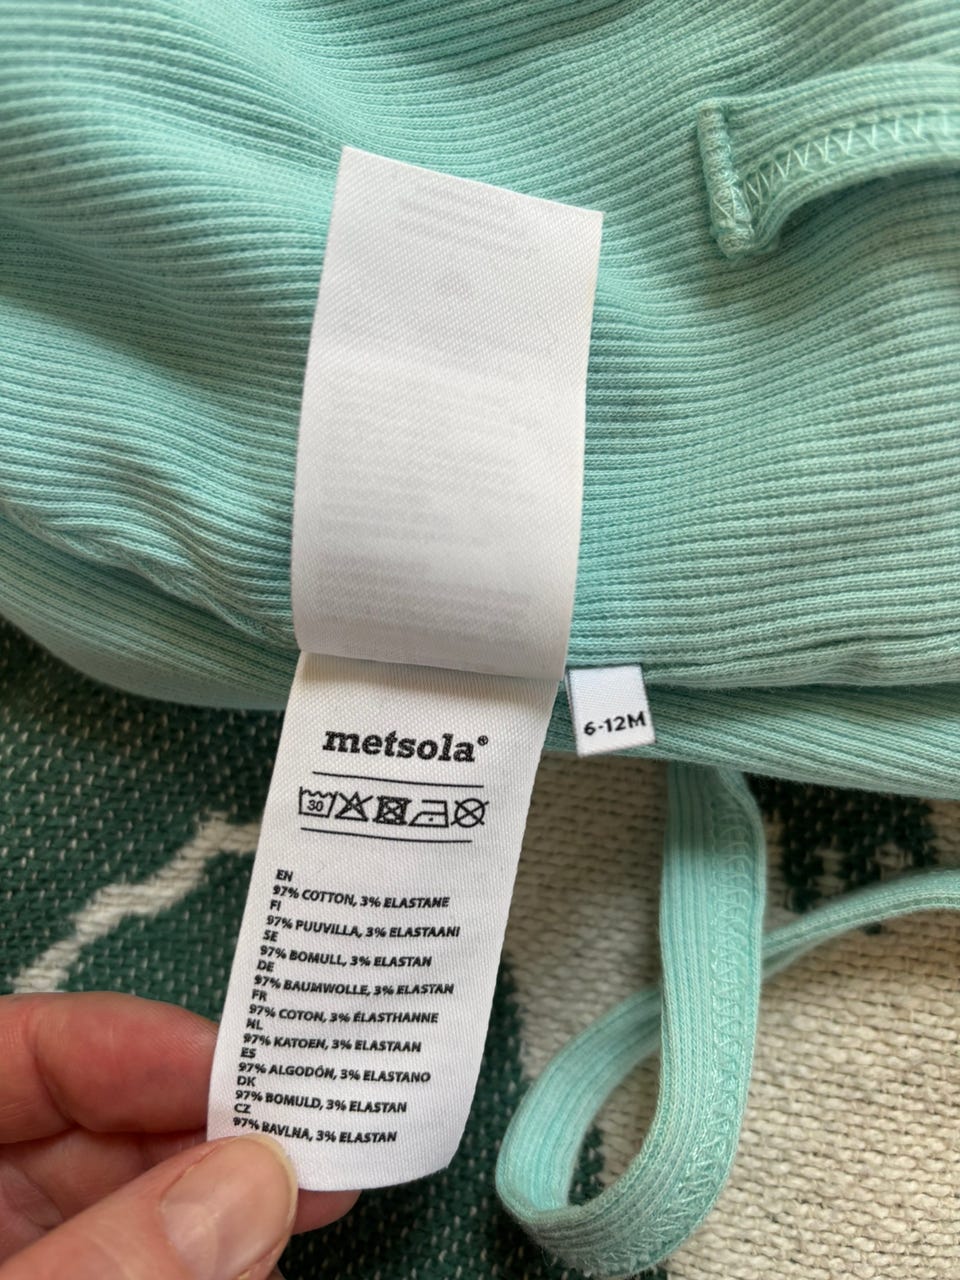 metsola®
30
6-12M
EN
97% COTTON, 3% ELASTANE
FI
97% PUUVILLA, 3% ELASTAANI
SE
97% BOMULL, 3% ELASTAN
DE
97% BAUMWOLLE, 3% ELASTAN
FR
97% COTON, 3% ÉLASTHANNE
NL
97% KATOEN, 3% ELASTAAN
ES
97% ALGODÓN, 3% ELASTANO
DK
97% BOMULD, 3% ELASTAN
CZ
97% BAVLNA, 3% ELASTAN